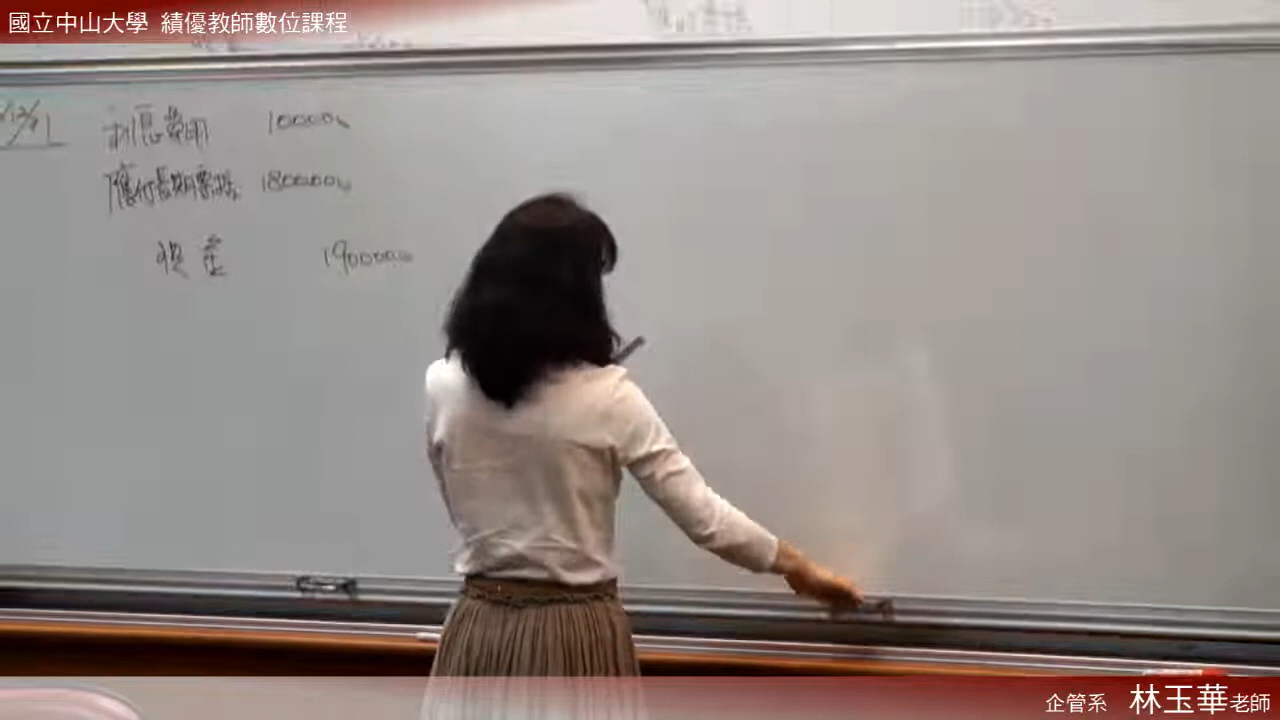 國立中山大學 績優教師數位課程
利息費用 100000
應付長期票據 1800000
現金 1900000
企管系 林玉華老師